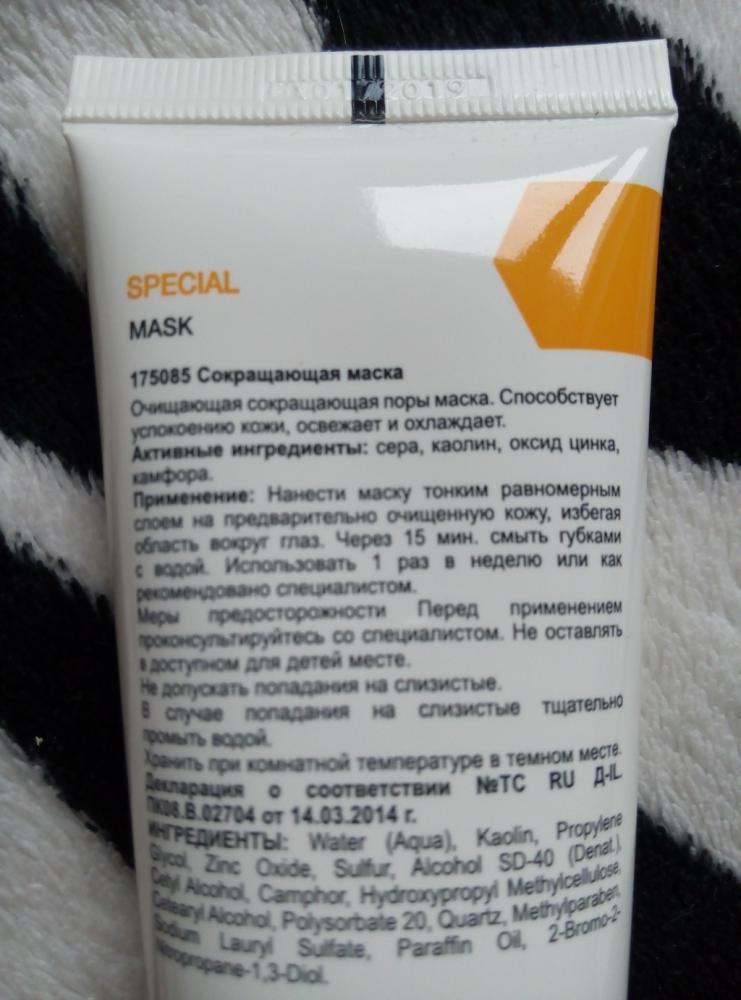 2019
SPECIAL
MASK
175085 Сокращающая маска
Очищающая сокращающая поры маска. Способствует
успокоению кожи, освежает и охлаждает.
Активные ингредиенты: сера, каолин, оксид цинка,
камфора.
Применение: Нанести маску тонким равномерным
слоем на предварительно очищенную кожу, избегая
область вокруг глаз. Через 15 мин. смыть губками
с водой. Использовать 1 раз в неделю или как
рекомендовано специалистом.
Меры предосторожности Перед применением
проконсультируйтесь со специалистом. Не оставлять
в доступном для детей месте.
Не допускать попадания на слизистые.
В случае попадания на слизистые тщательно
промыть водой.
Хранить при комнатной температуре в темном месте.
Декларация о соответствии №ТС RU Д-IL.
ПК08.В.02704 от 14.03.2014 г.
ИНГРЕДИЕНТЫ: Water (Aqua), Kaolin, Propylene
Glycol, Zinc Oxide, Sulfur, Alcohol SD-40 (Denat.),
Cetyl Alcohol, Camphor, Hydroxypropyl Methylcellulose,
Cetearyl Alcohol, Polysorbate 20, Quartz, Methylparaben,
Sodium Lauryl Sulfate, Paraffin Oil, 2-Bromo-2-
Nitropropane-1,3-Diol.